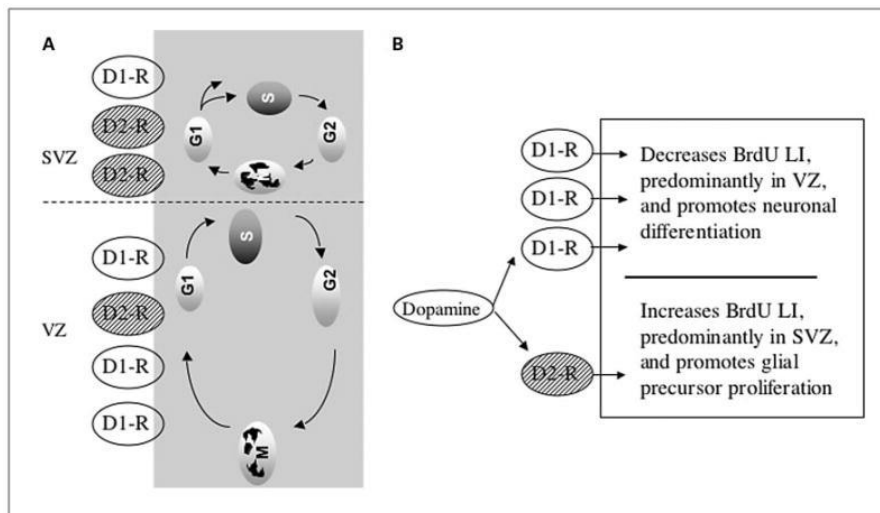 A
D1-R
D2-R
D2-R
SVZ
G1
S
G2
D1-R
D2-R
D1-R
D1-R
VZ
G1
S
G2
M
B
Dopamine
D1-R
D1-R
D1-R
D2-R
Decreases BrdU LI,
predominantly in VZ,
and promotes neuronal
differentiation
Increases BrdU LI,
predominantly in SVZ,
and promotes glial
precursor proliferation